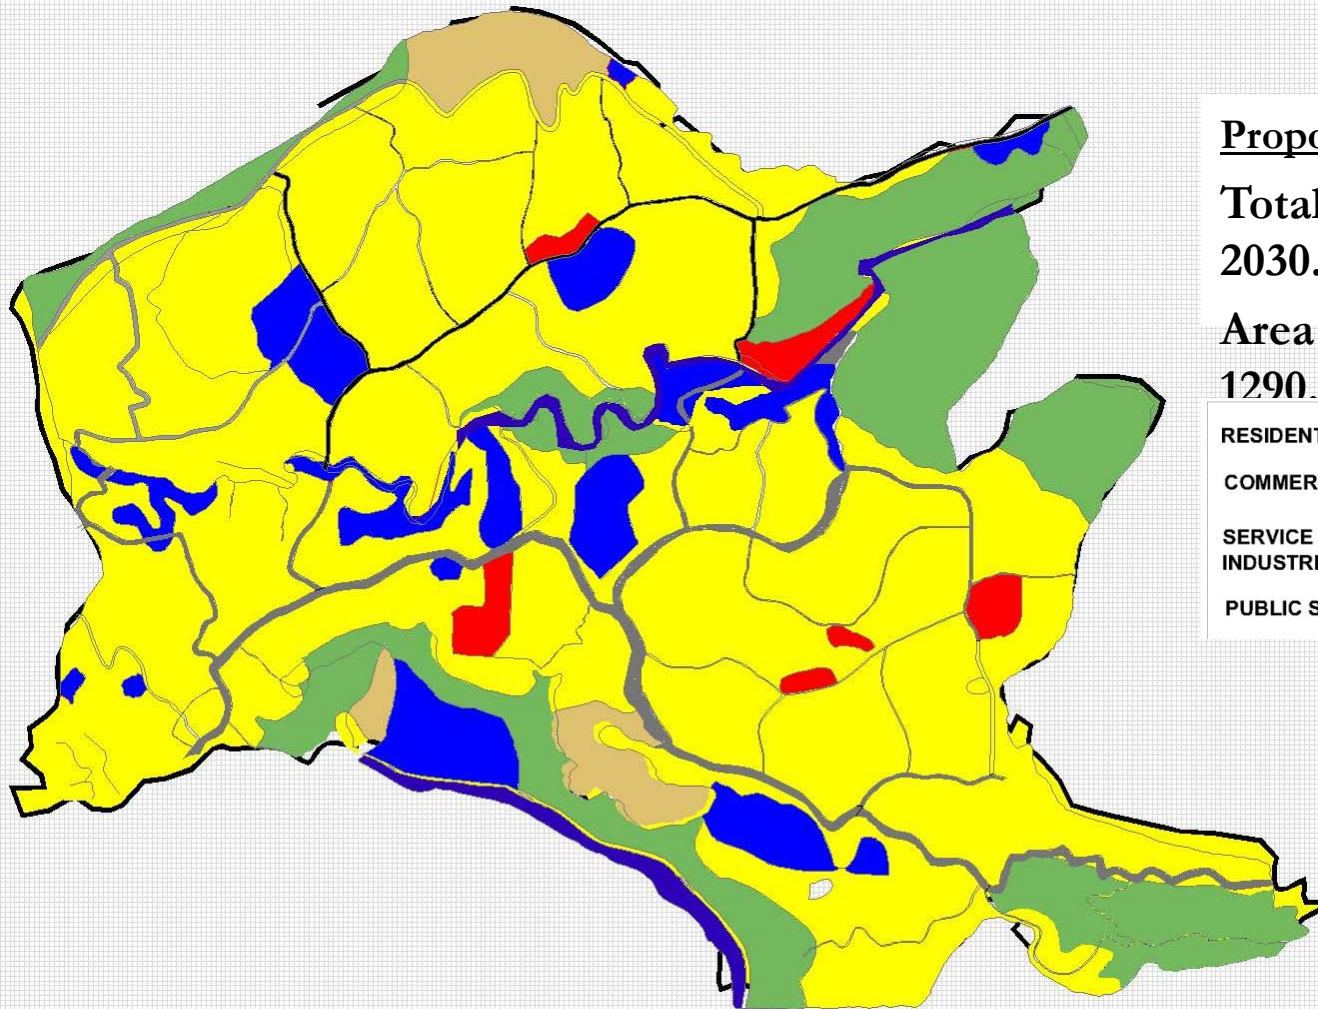 Propo
Total
2030.
Area
1290.
RESIDENT
COMMER
SERVICE
INDUSTRI
PUBLIC S